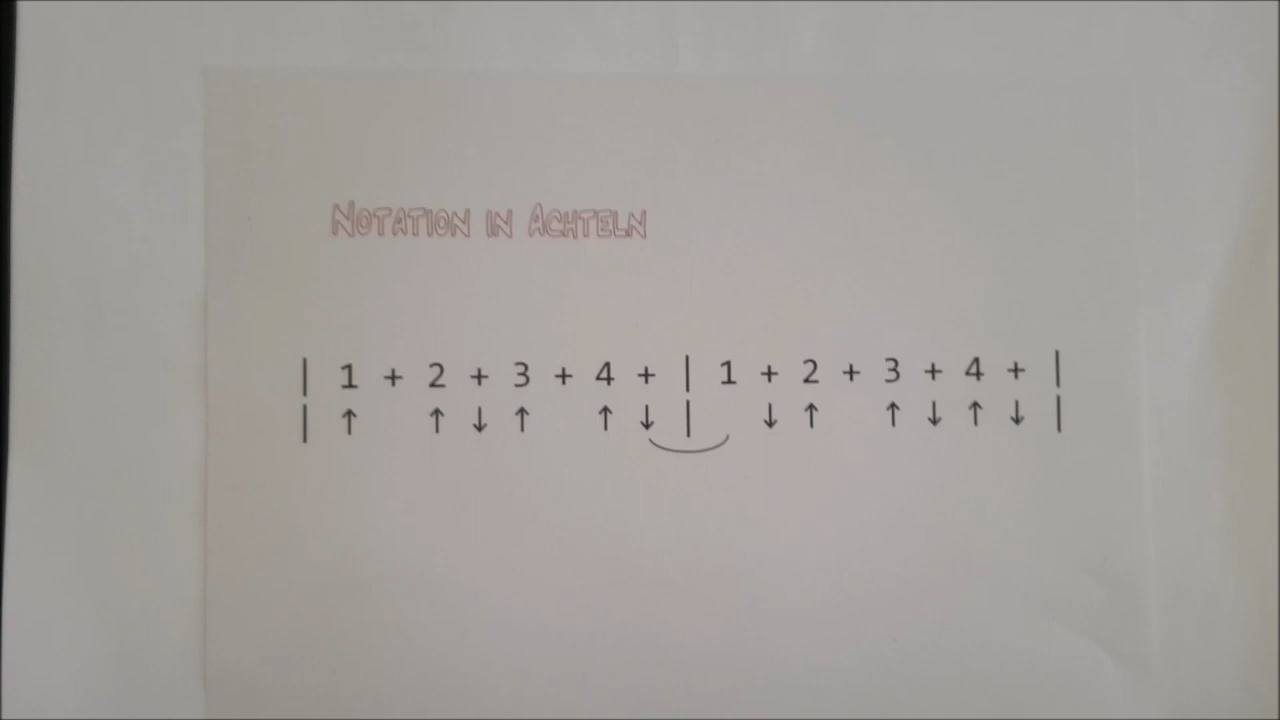 NOTATION IN ACHTELN
| 1 + 2 + 3 + 4 + | 1 + 2 + 3 + 4 + |
| ↑ ↑ ↓ ↑ ↑ ↓ | ↓ ↑ ↑ ↓ ↑ ↓ |